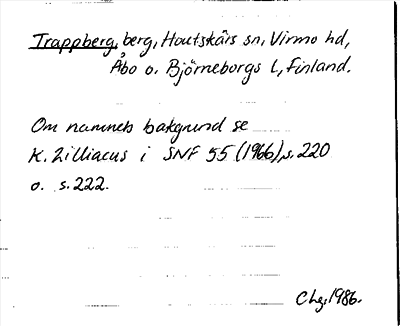 Trappberg, berg, Houtskärs sn, Virmo hd,
Åbo o. Björneborgs l, Finland.
Om namnets bakgrund se
K. Zilliacus i SNF 55 (1966), s. 220
o. s. 222.
Chg, 1986.